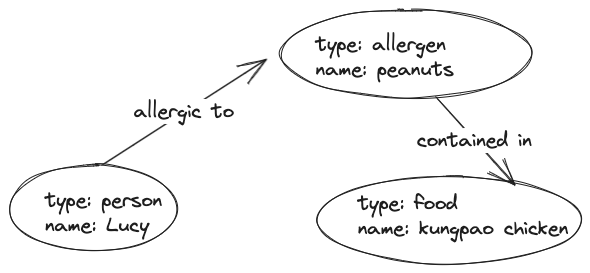 type: allergen
name: peanuts
allergic to
contained in
type: person
name: Lucy
type: food
name: kungpao chicken